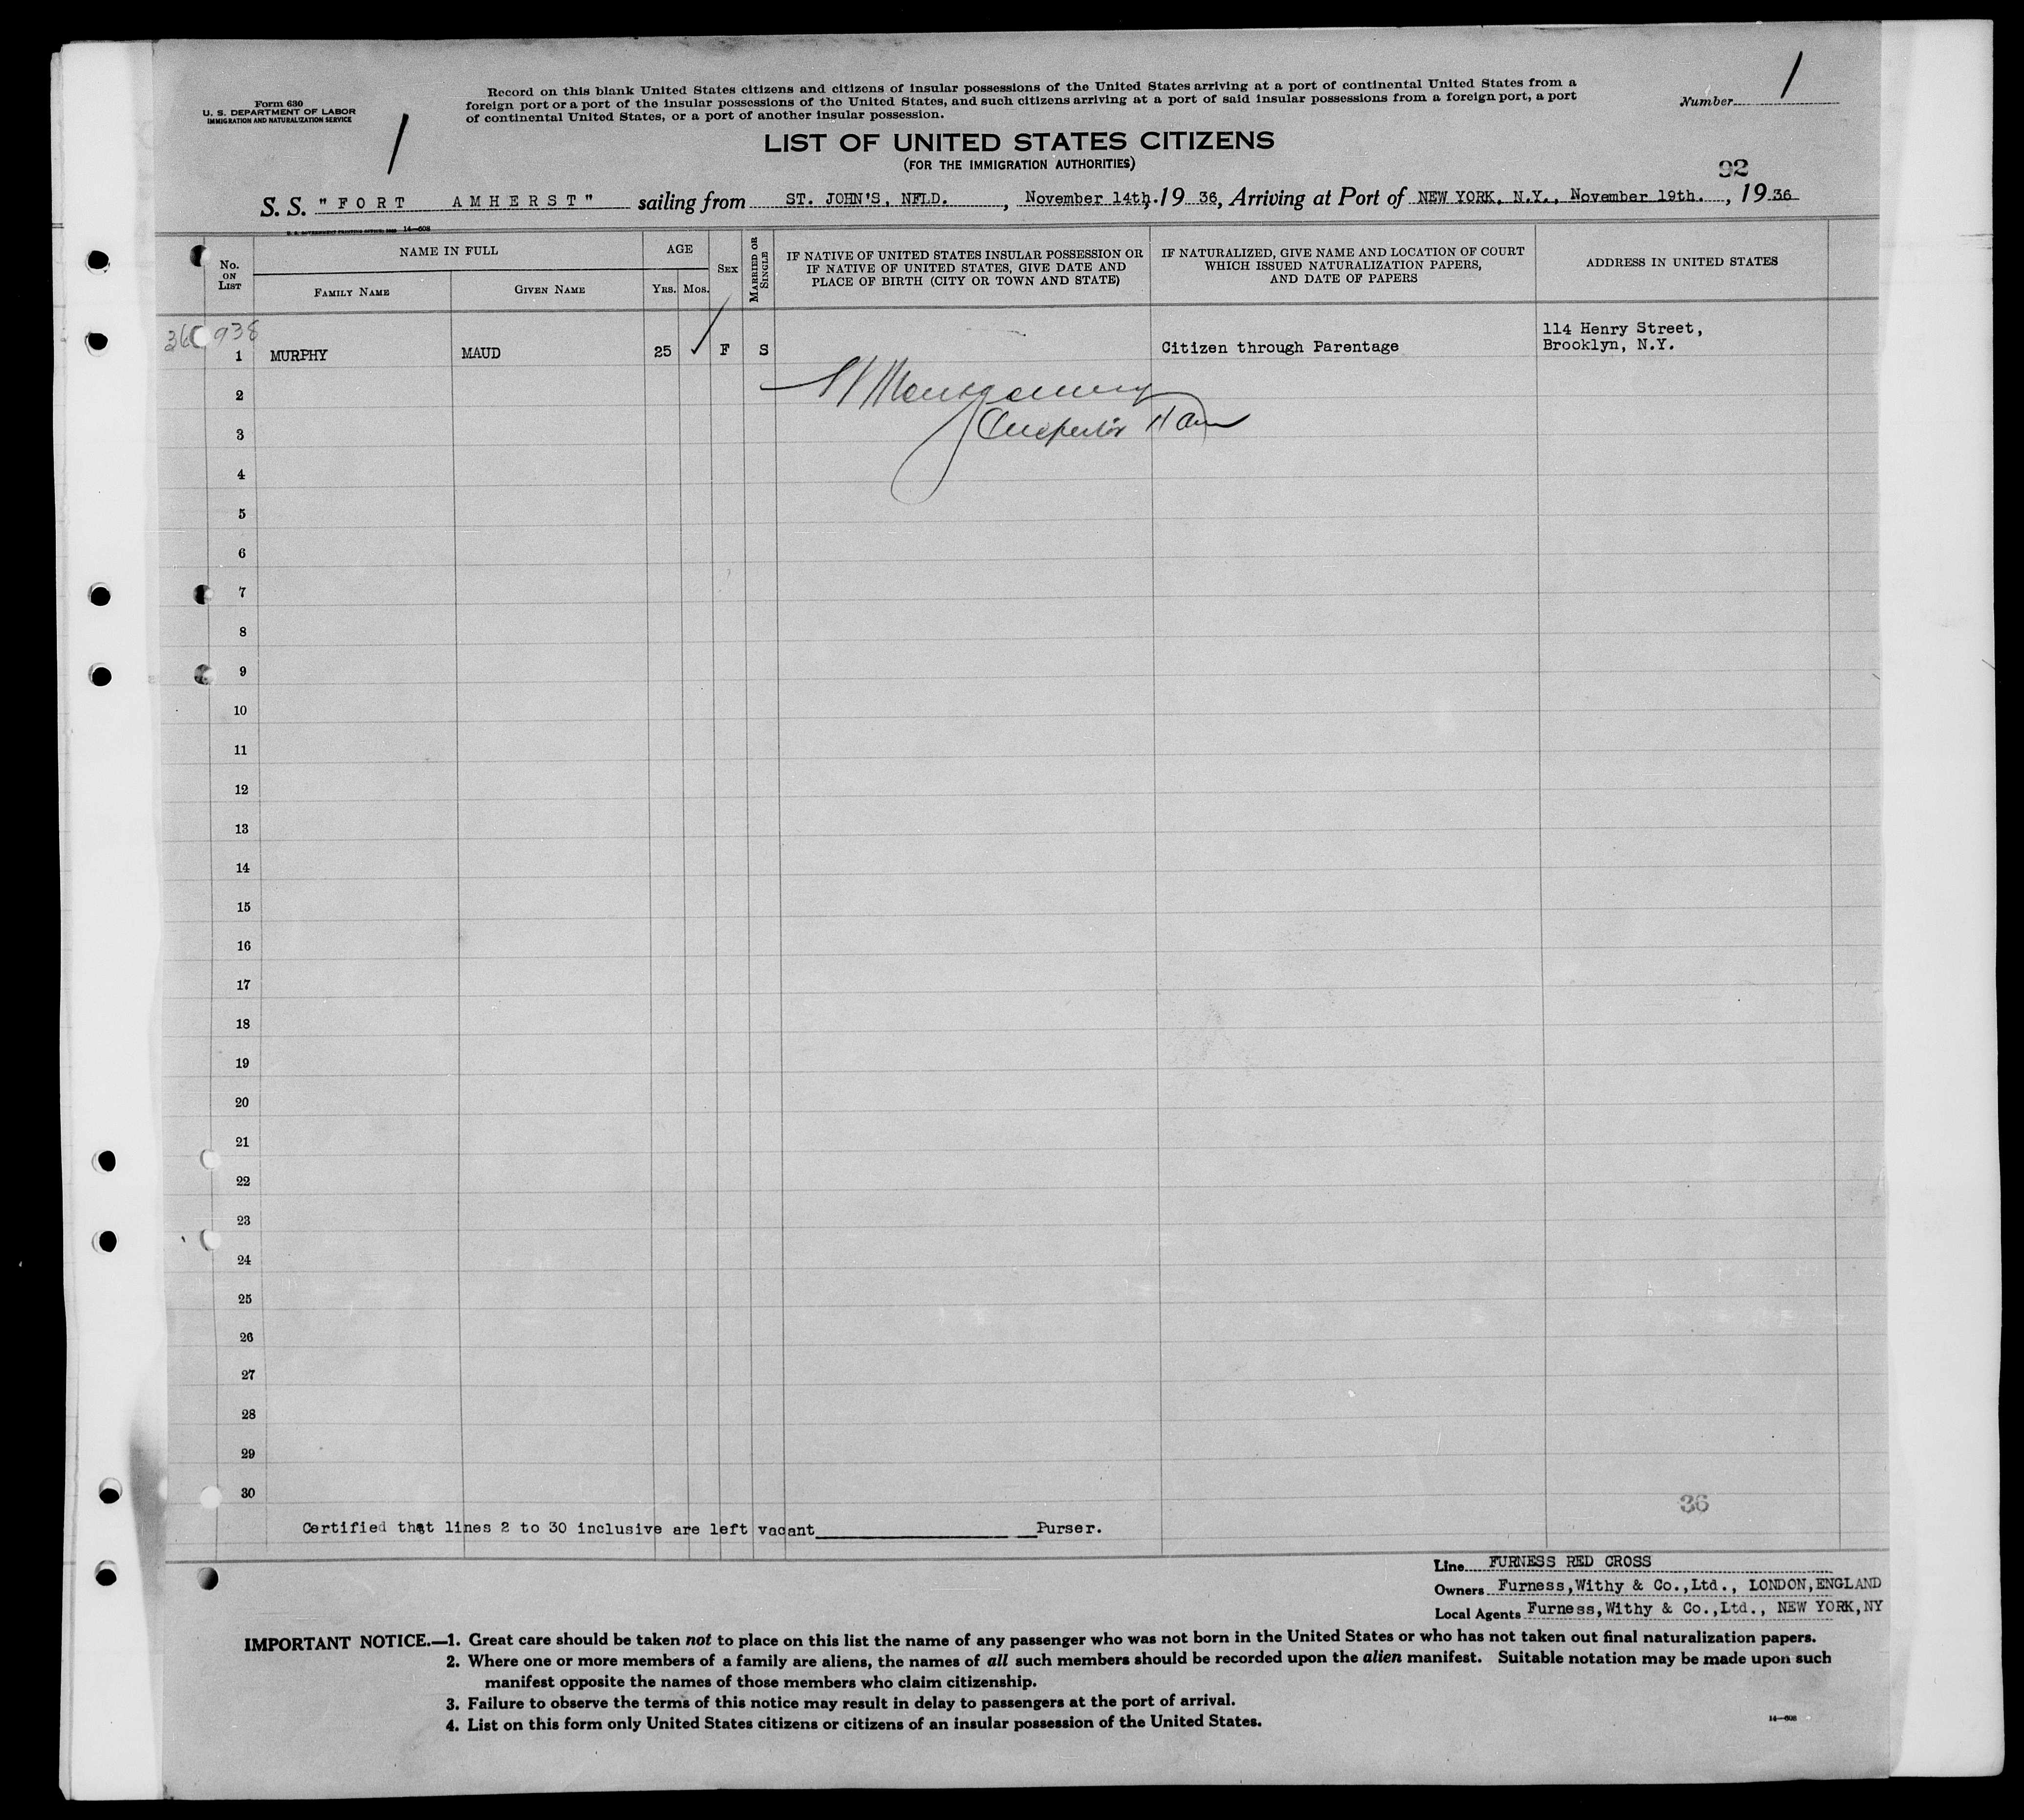 Form 630
U. S. DEPARTMENT OF LABOR
IMMIGRATION AND NATURALIZATION SERVICE
1
Record on this blank United States citizens and citizens of insular possessions of the United States arriving at a port of continental United States from a
foreign port or a port of the insular possessions of the United States, and such citizens arriving at a port of said insular possessions from a foreign port, a port
of continental United States, or a port of another insular possession.
Number 1
LIST OF UNITED STATES CITIZENS
(FOR THE IMMIGRATION AUTHORITIES)
92
S. S. "FORT AMHERST" sailing from ST. JOHN'S, NFLD., November 14th, 1936, Arriving at Port of NEW YORK, N.Y., November 19th., 1936
U. S. GOVERNMENT PRINTING OFFICE: 14—608
No. ON LIST
NAME IN FULL
FAMILY NAME
GIVEN NAME
AGE
YRS. MOS.
SEX
MARRIED OR SINGLE
IF NATIVE OF UNITED STATES INSULAR POSSESSION OR
IF NATIVE OF UNITED STATES, GIVE DATE AND
PLACE OF BIRTH (CITY OR TOWN AND STATE)
IF NATURALIZED, GIVE NAME AND LOCATION OF COURT
WHICH ISSUED NATURALIZATION PAPERS,
AND DATE OF PAPERS
ADDRESS IN UNITED STATES
938
1 MURPHY MAUD 25 ✓ F S Citizen through Parentage 114 Henry Street,
Brooklyn, N.Y.
2 Montgomery
3 Inspector
4
5
6
7
8
9
10
11
12
13
14
15
16
17
18
19
20
21
22
23
24
25
26
27
28
29
30
36
Certified that lines 2 to 30 inclusive are left vacant Purser.
Line FURNESS RED CROSS
Owners Furness, Withy & Co., Ltd., LONDON, ENGLAND
Local Agents Furness, Withy & Co., Ltd., NEW YORK, NY
IMPORTANT NOTICE.—1. Great care should be taken not to place on this list the name of any passenger who was not born in the United States or who has not taken out final naturalization papers.
2. Where one or more members of a family are aliens, the names of all such members should be recorded upon the alien manifest. Suitable notation may be made upon such
manifest opposite the names of those members who claim citizenship.
3. Failure to observe the terms of this notice may result in delay to passengers at the port of arrival.
4. List on this form only United States citizens or citizens of an insular possession of the United States.
14—608